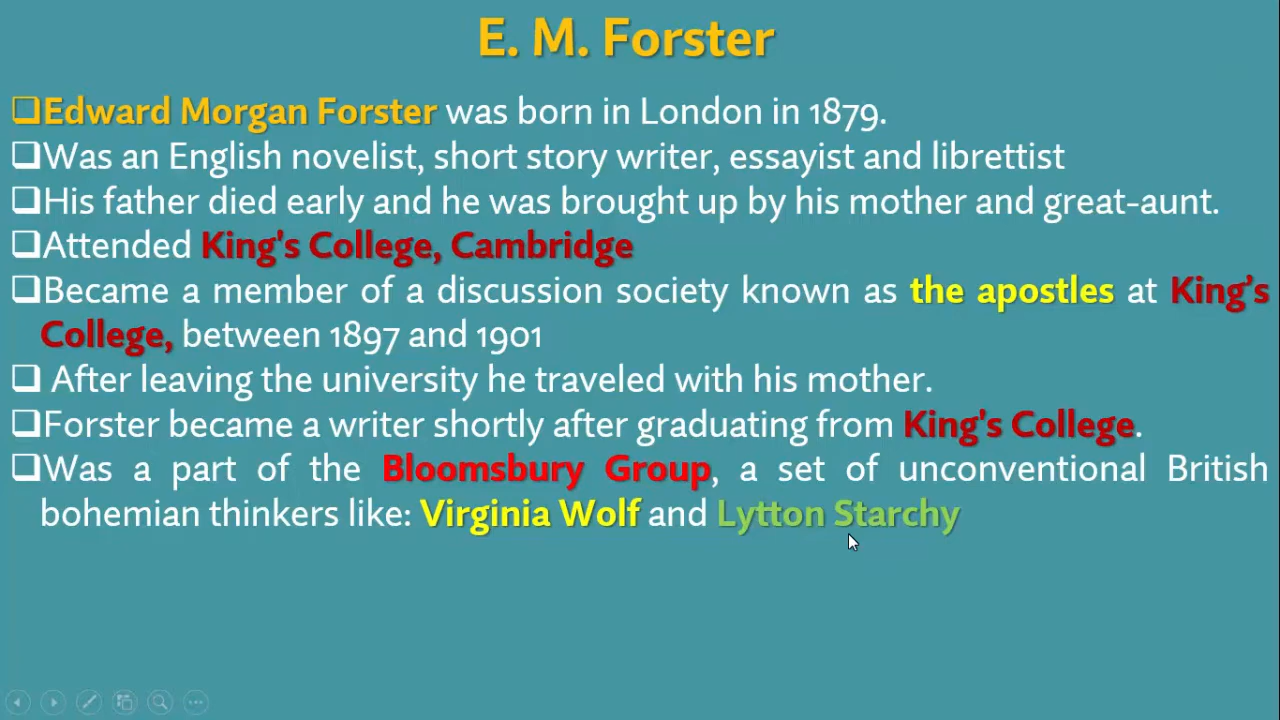 E. M. Forster
❑Edward Morgan Forster was born in London in 1879.
❑Was an English novelist, short story writer, essayist and librettist
❑His father died early and he was brought up by his mother and great-aunt.
❑Attended King's College, Cambridge
❑Became a member of a discussion society known as the apostles at King's
College, between 1897 and 1901
❑ After leaving the university he traveled with his mother.
❑Forster became a writer shortly after graduating from King's College.
❑Was a part of the Bloomsbury Group, a set of unconventional British
bohemian thinkers like: Virginia Wolf and Lytton Starchy